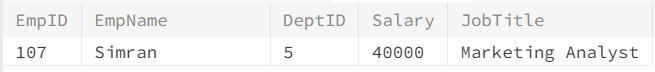 EmpID EmpName DeptID Salary JobTitle
107 Simran 5 40000 Marketing Analyst